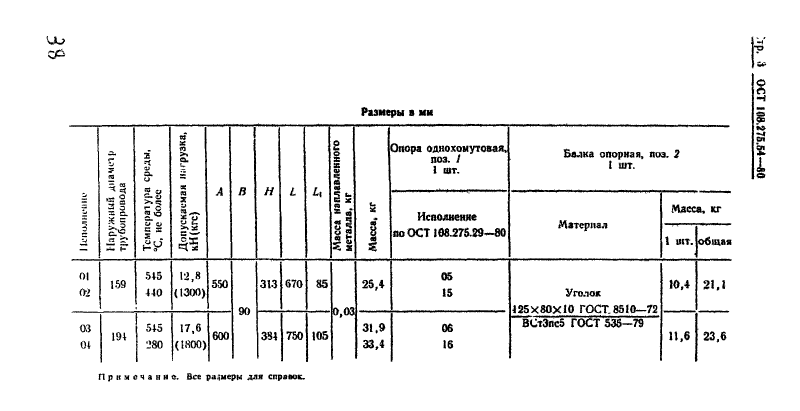 38
Стр. 3 ОСТ 108.275.54—80
Размеры в мм
Исполнение
Наружный диаметр
трубопровода
Температура среды,
°С, не более
Допускаемая нагрузка,
кН (кгс)
A
B
H
L
L₁
Масса наплавленного
металла, кг
Масса, кг
Опора однохомутовая,
поз. 1
1 шт.
Исполнение
по ОСТ 108.275.29—80
Балка опорная, поз. 2
1 шт.
Материал
Масса, кг
1 шт. общая
01 545 12,8 05
159 550 313 670 85 25,4 10,4 21,1
02 440 (1300) 15
90 0,03
Уголок
125×80×10 ГОСТ 8510—72
ВСт3пс5 ГОСТ 535—79
03 545 17,6 31,9 06
194 600 384 750 105 11,6 23,6
04 280 (1800) 33,4 16
Примечание. Все размеры для справок.